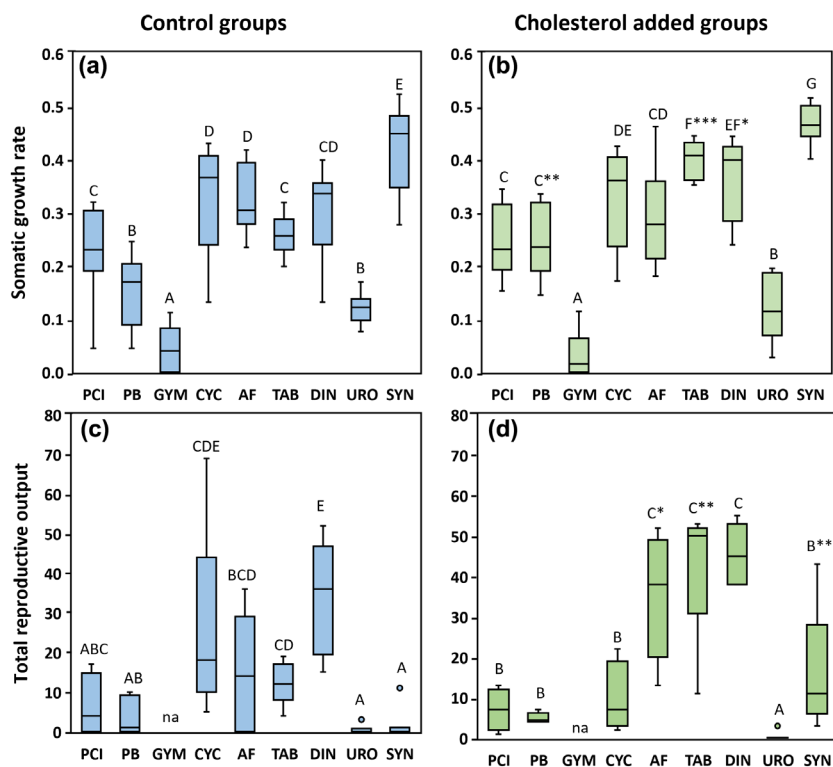 Control groups
Cholesterol added groups
(a)
Somatic growth rate
0.6
0.5
0.4
0.3
0.2
0.1
0.0
C
B
A
D
D
C
CD
B
E
PCI PB GYM CYC AF TAB DIN URO SYN
(b)
0.6
0.5
0.4
0.3
0.2
0.1
0.0
C
C**
A
DE
CD
F***
EF*
B
G
PCI PB GYM CYC AF TAB DIN URO SYN
(c)
Total reproductive output
80
70
60
50
40
30
20
10
0
ABC
AB
na
CDE
BCD
CD
E
A
A
PCI PB GYM CYC AF TAB DIN URO SYN
(d)
80
70
60
50
40
30
20
10
0
B
B
na
B
C*
C**
C
A
B**
PCI PB GYM CYC AF TAB DIN URO SYN